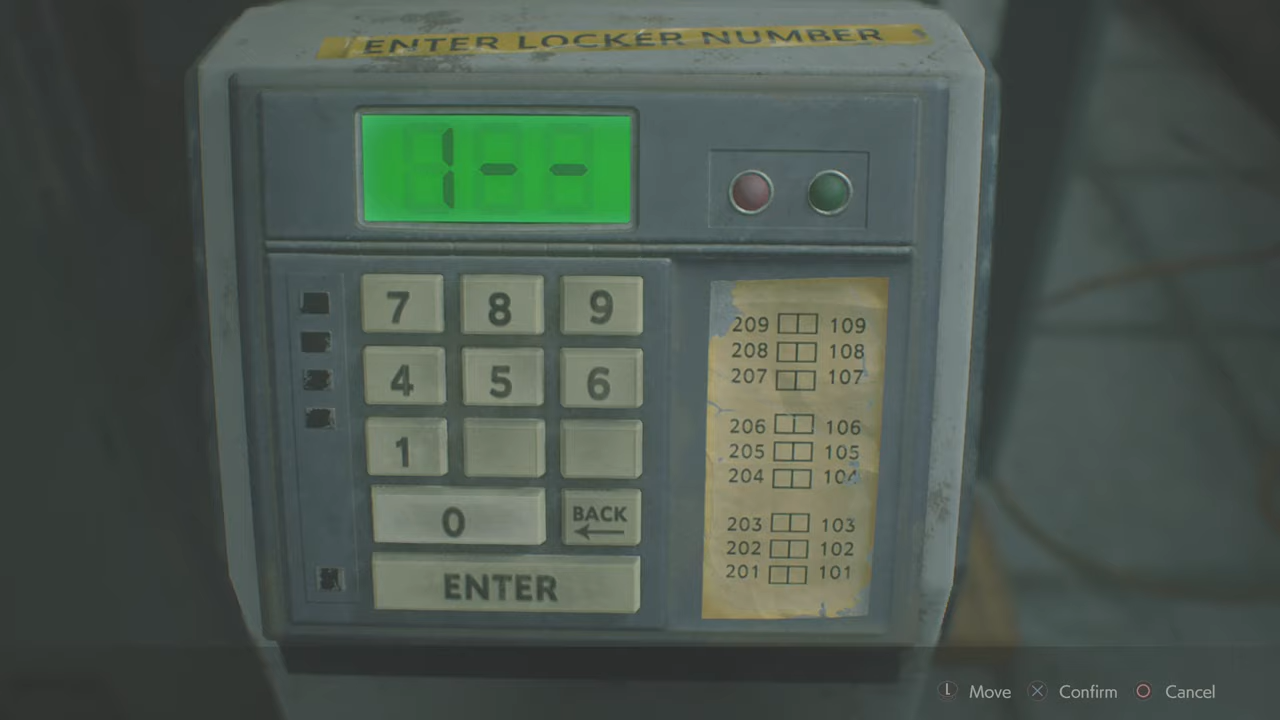 ENTER LOCKER NUMBER
1--
7 8 9
4 5 6
1
0 BACK
ENTER
209 109
208 108
207 107
206 106
205 105
204 104
203 103
202 102
201 101
L Move X Confirm O Cancel